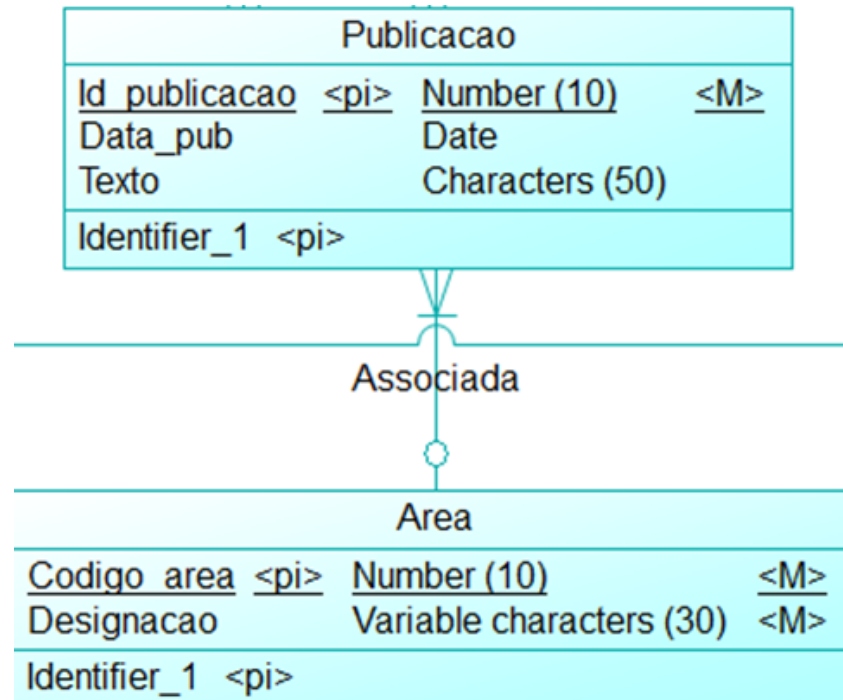 Publicacao
Id_publicacao <pi> Number (10) <M>
Data_pub Date
Texto Characters (50)
Identifier_1 <pi>
Associada
Area
Codigo_area <pi> Number (10) <M>
Designacao Variable characters (30) <M>
Identifier_1 <pi>